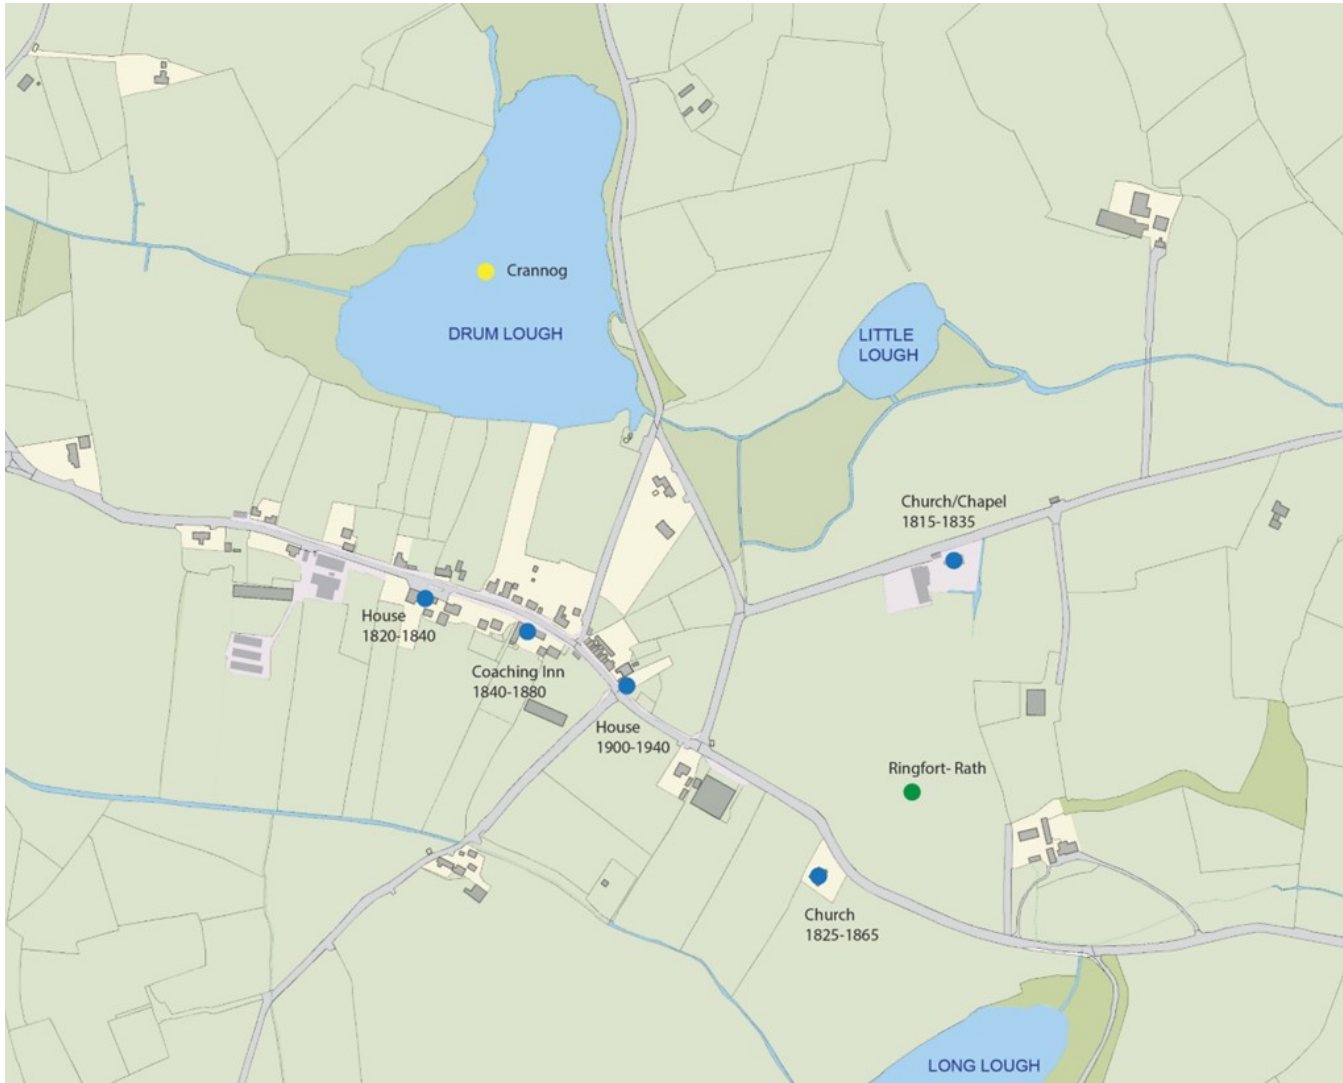 Crannog
DRUM LOUGH
LITTLE
LOUGH
Church/Chapel
1815-1835
House
1820-1840
Coaching Inn
1840-1880
House
1900-1940
Ringfort- Rath
Church
1825-1865
LONG LOUGH